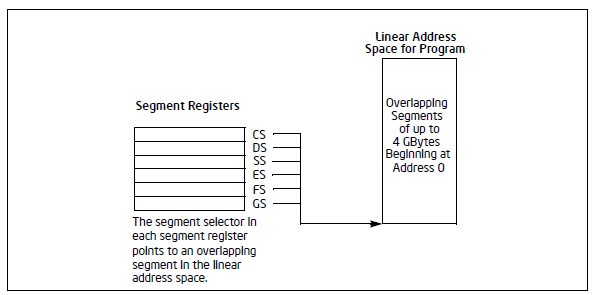 Linear Address
Space for Program
Segment Registers
CS
DS
SS
ES
FS
GS
Overlapping
Segments
of up to
4 GBytes
Beginning at
Address 0
The segment selector in
each segment register
points to an overlapping
segment in the linear
address space.